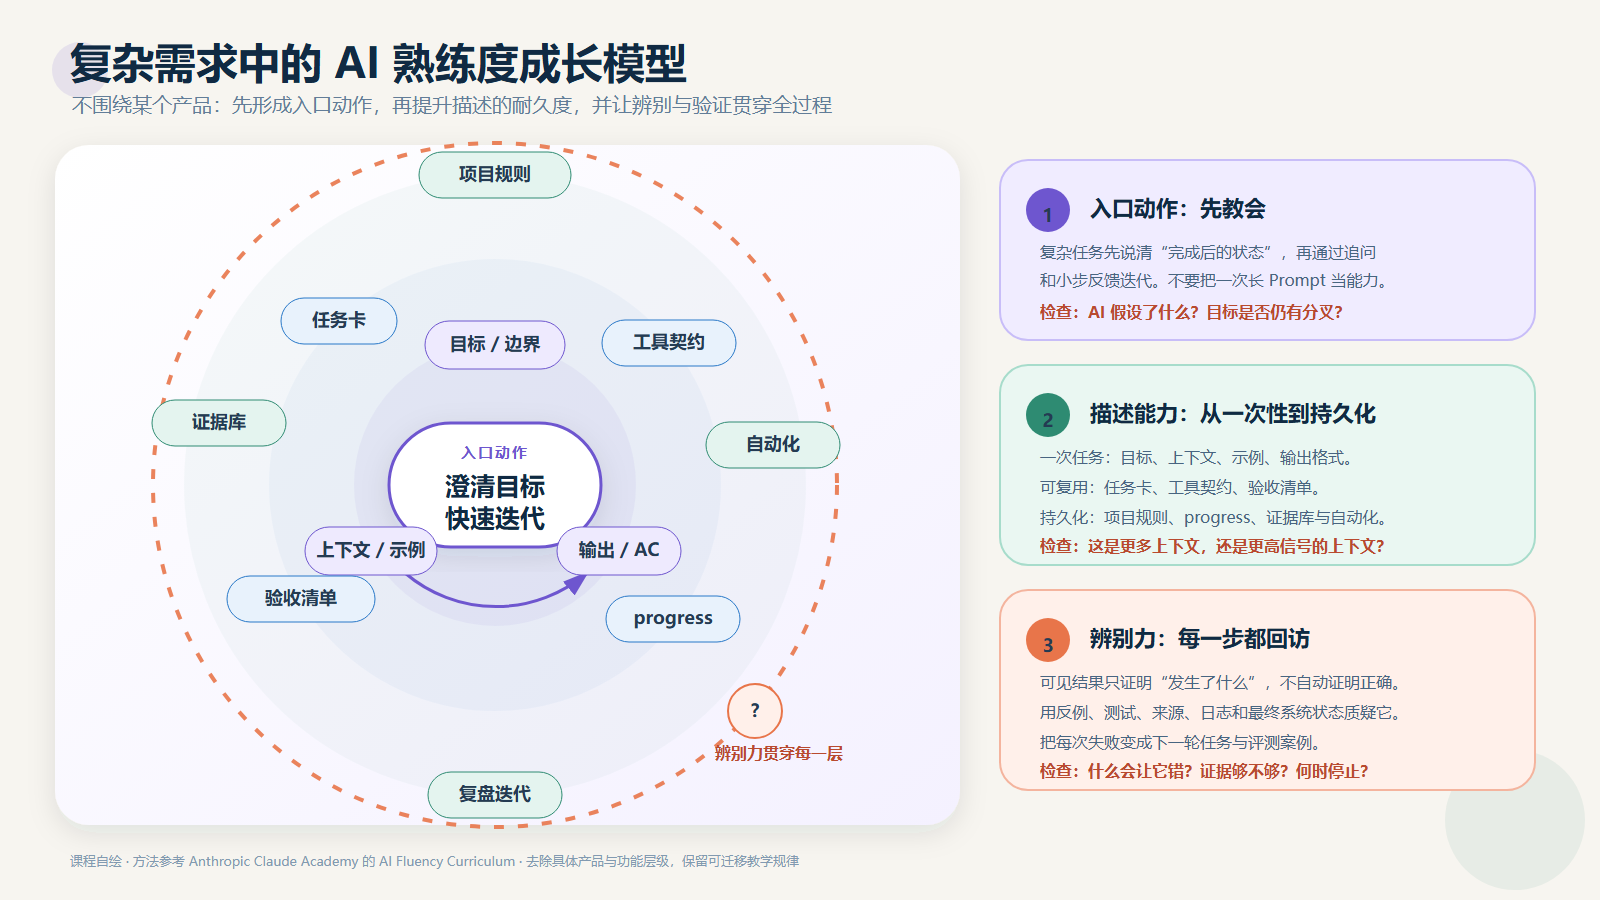 复杂需求中的 AI 熟练度成长模型
不围绕某个产品：先形成入口动作，再提升描述的耐久度，并让辨别与验证贯穿全过程
项目规则
任务卡
目标 / 边界
工具契约
证据库
自动化
入口动作
澄清目标
快速迭代
上下文 / 示例
输出 / AC
验收清单
progress
?
辨别力贯穿每一层
复盘迭代
1
入口动作：先教会
复杂任务先说清“完成后的状态”，再通过追问
和小步反馈迭代。不要把一次长 Prompt 当能力。
检查：AI 假设了什么？目标是否仍有分叉？
2
描述能力：从一次性到持久化
一次任务：目标、上下文、示例、输出格式。
可复用：任务卡、工具契约、验收清单。
持久化：项目规则、progress、证据库与自动化。
检查：这是更多上下文，还是更高信号的上下文？
3
辨别力：每一步都回访
可见结果只证明“发生了什么”，不自动证明正确。
用反例、测试、来源、日志和最终系统状态质疑它。
把每次失败变成下一轮任务与评测案例。
检查：什么会让它错？证据够不够？何时停止？
课程自绘 · 方法参考 Anthropic Claude Academy 的 AI Fluency Curriculum · 去除具体产品与功能层级，保留可迁移教学规律